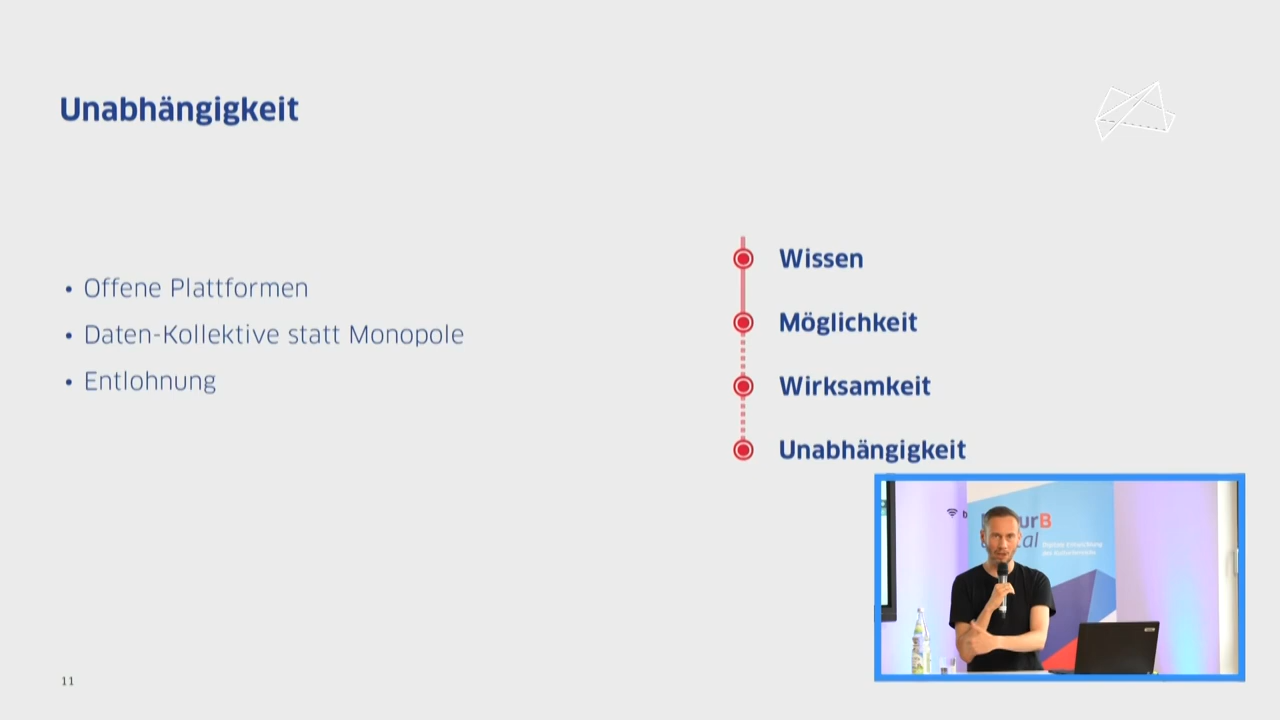 Unabhängigkeit
• Offene Plattformen
• Daten-Kollektive statt Monopole
• Entlohnung
Wissen
Möglichkeit
Wirksamkeit
Unabhängigkeit
11